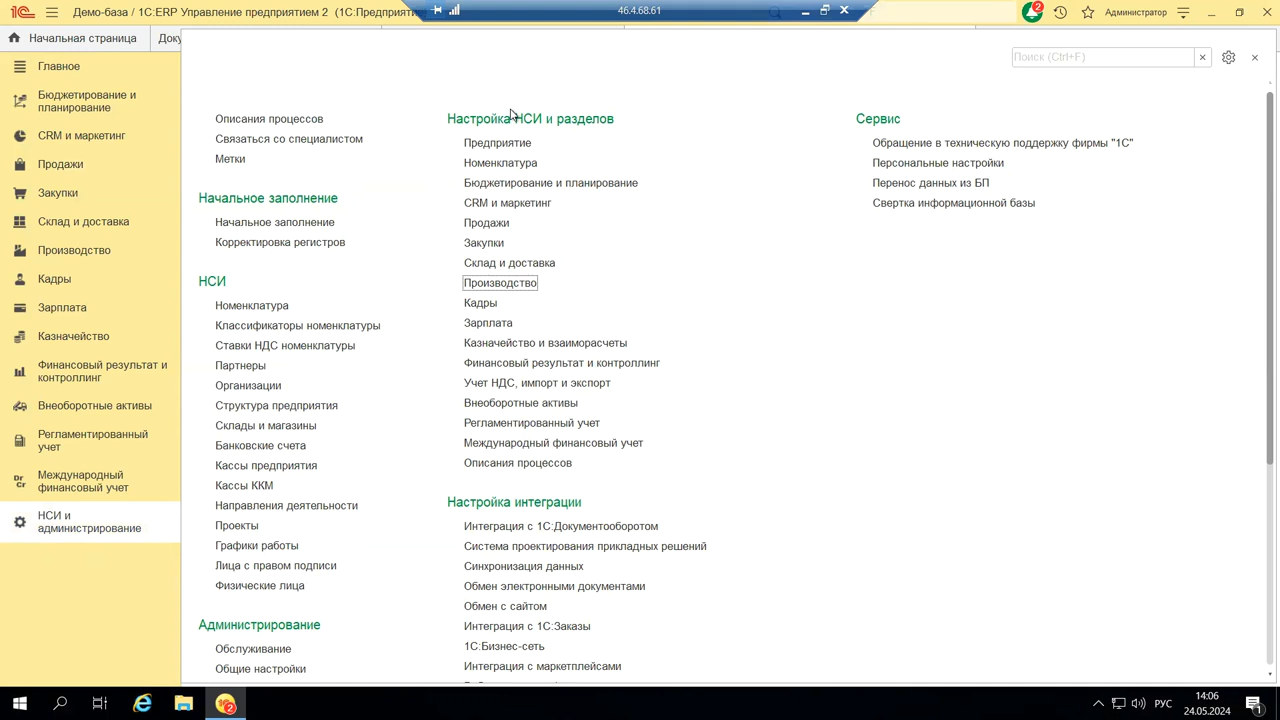 Демо-база / 1С:ERP Управление предприятием 2 (1С:Предприяти
46.4.68.61
2
Администратор
Начальная страница
Доку
Главное
Бюджетирование и
планирование
CRM и маркетинг
Продажи
Закупки
Склад и доставка
Производство
Кадры
Зарплата
Казначейство
Финансовый результат и
контроллинг
Внеоборотные активы
Регламентированный
учет
Dr
Cr
Международный
финансовый учет
НСИ и
администрирование
Поиск (Ctrl+F)
Описания процессов
Связаться со специалистом
Метки
Начальное заполнение
Начальное заполнение
Корректировка регистров
НСИ
Номенклатура
Классификаторы номенклатуры
Ставки НДС номенклатуры
Партнеры
Организации
Структура предприятия
Склады и магазины
Банковские счета
Кассы предприятия
Кассы ККМ
Направления деятельности
Проекты
Графики работы
Лица с правом подписи
Физические лица
Администрирование
Обслуживание
Общие настройки
Настройка НСИ и разделов
Предприятие
Номенклатура
Бюджетирование и планирование
CRM и маркетинг
Продажи
Закупки
Склад и доставка
Производство
Кадры
Зарплата
Казначейство и взаиморасчеты
Финансовый результат и контроллинг
Учет НДС, импорт и экспорт
Внеоборотные активы
Регламентированный учет
Международный финансовый учет
Описания процессов
Настройка интеграции
Интеграция с 1С:Документооборотом
Система проектирования прикладных решений
Синхронизация данных
Обмен электронными документами
Обмен с сайтом
Интеграция с 1С:Заказы
1С:Бизнес-сеть
Интеграция с маркетплейсами
Сервис
Обращение в техническую поддержку фирмы "1С"
Персональные настройки
Перенос данных из БП
Свертка информационной базы
2
РУС
14:06
24.05.2024
1